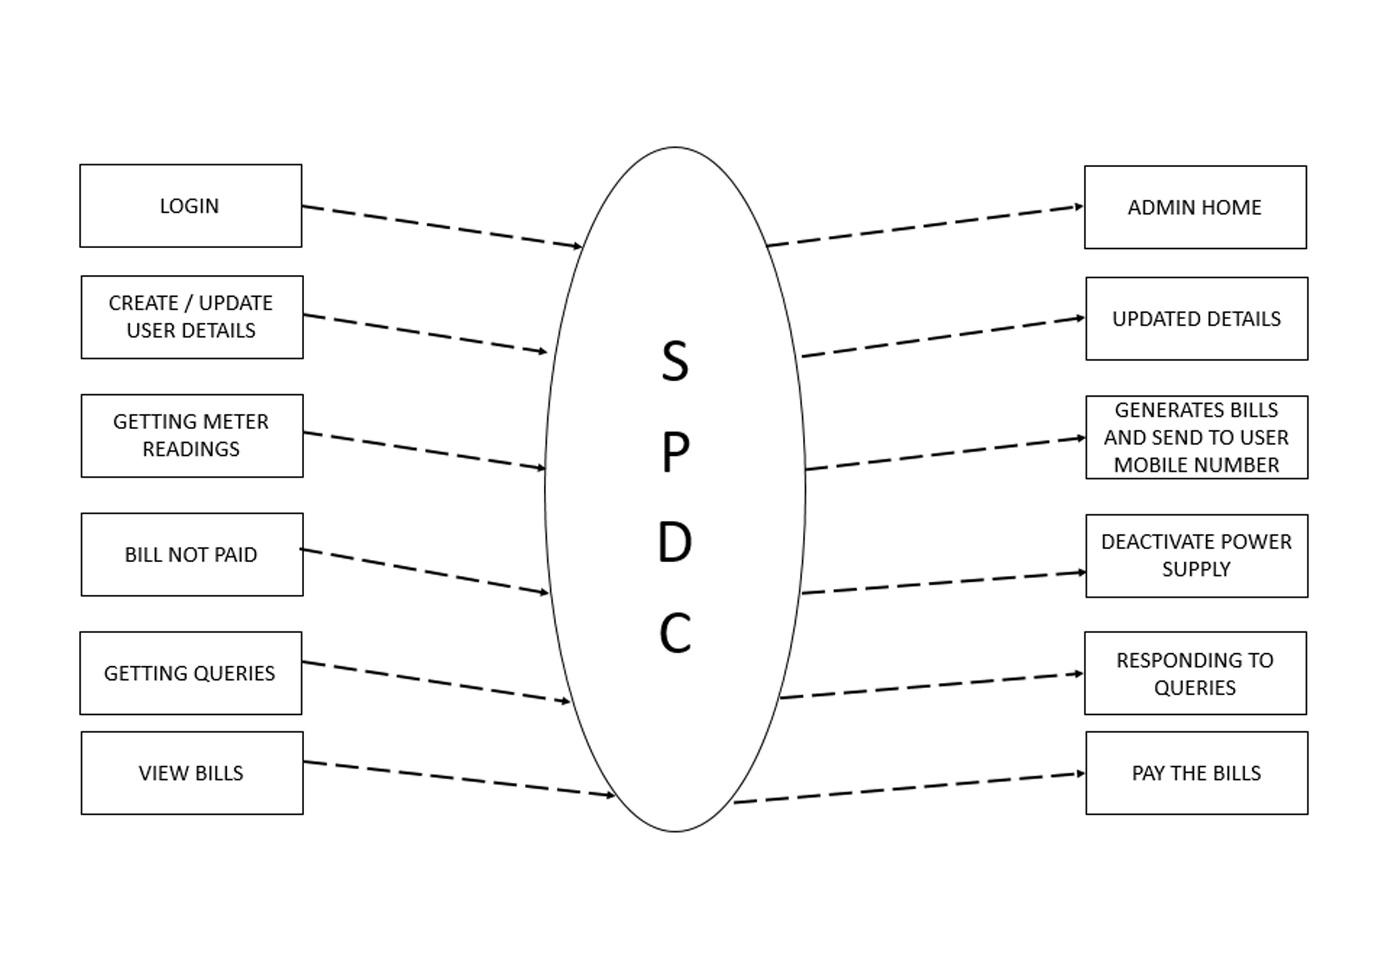 LOGIN
CREATE / UPDATE
USER DETAILS
GETTING METER
READINGS
BILL NOT PAID
GETTING QUERIES
VIEW BILLS
S
P
D
C
ADMIN HOME
UPDATED DETAILS
GENERATES BILLS
AND SEND TO USER
MOBILE NUMBER
DEACTIVATE POWER
SUPPLY
RESPONDING TO
QUERIES
PAY THE BILLS